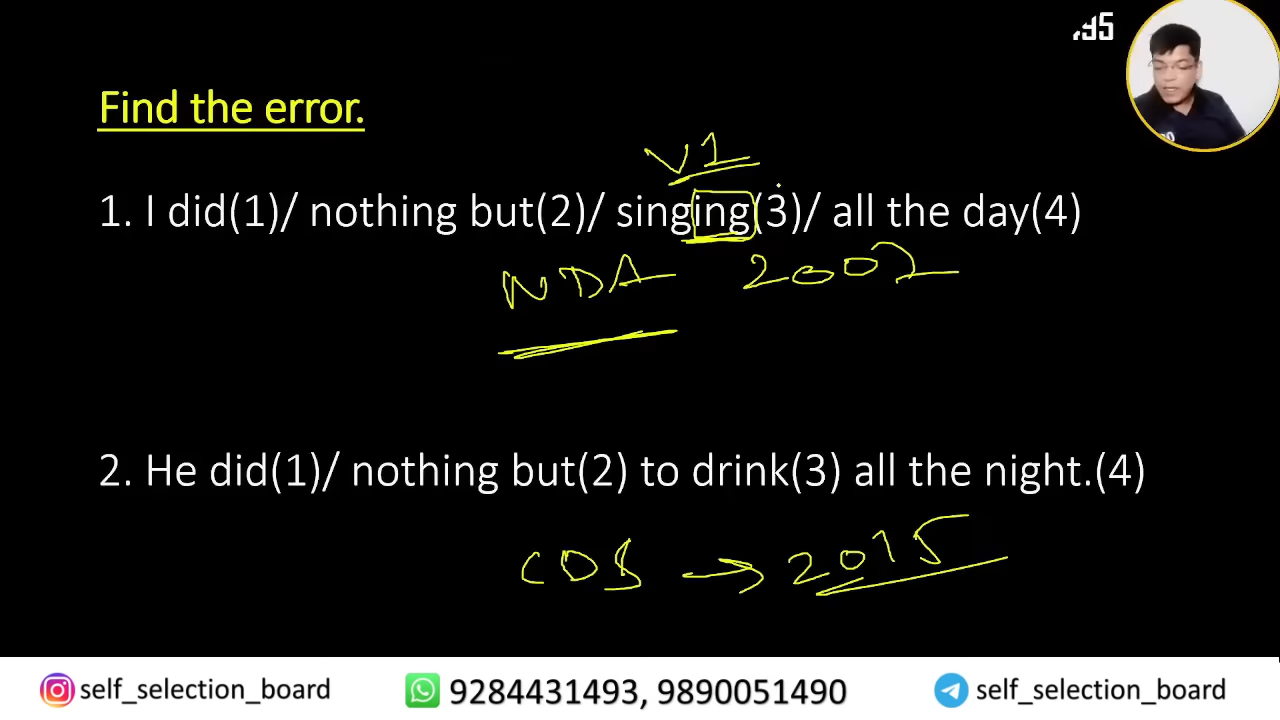 Find the error.
V1
1. I did(1)/ nothing but(2)/ singing(3)/ all the day(4)
NDA 2002
2. He did(1)/ nothing but(2) to drink(3) all the night.(4)
CDS → 2015
self_selection_board 9284431493, 9890051490 self_selection_board